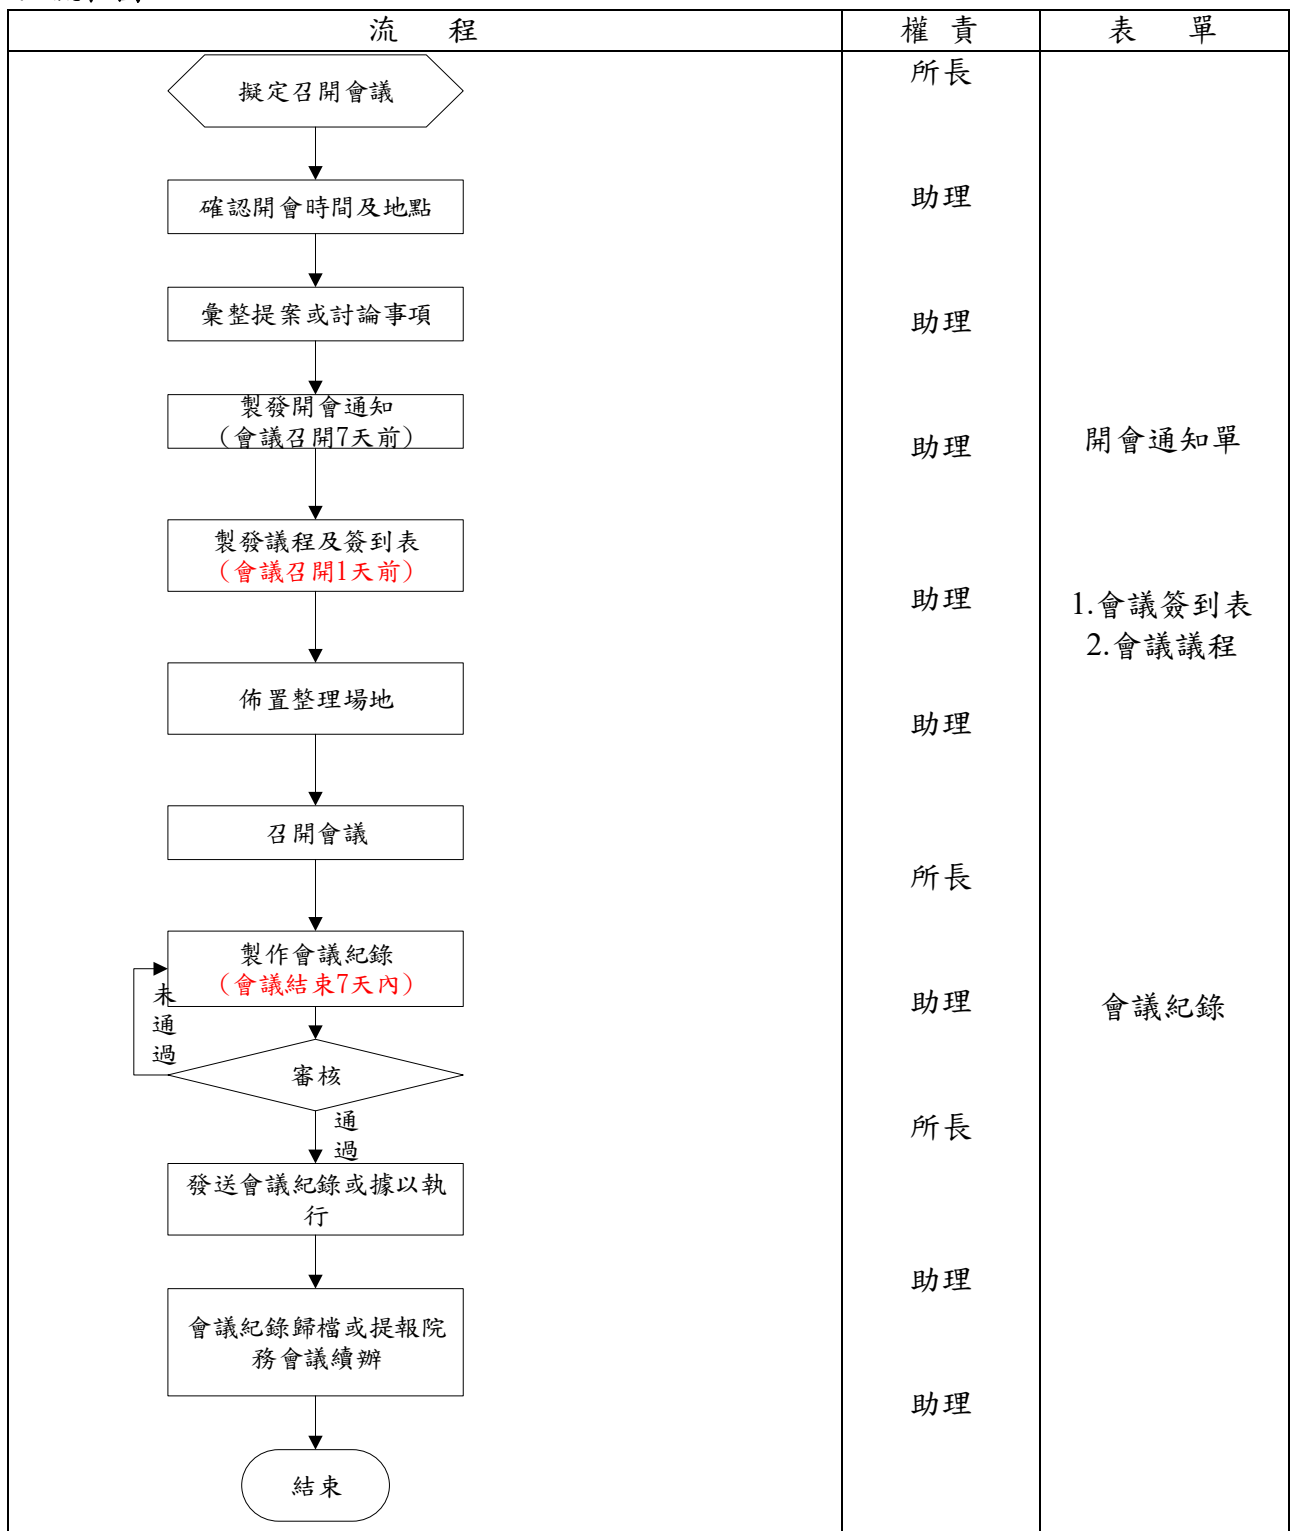 流 程 權 責 表 單
擬定召開會議 所長
確認開會時間及地點 助理
彙整提案或討論事項 助理
製發開會通知
（會議召開7天前） 助理 開會通知單
製發議程及簽到表
（會議召開1天前）
助理 1.會議簽到表
2.會議議程
佈置整理場地 助理
召開會議
所長
製作會議紀錄
（會議結束7天內）
助理 會議紀錄
未
通
過
審核
通
過
所長
發送會議紀錄或據以執
行
助理
會議紀錄歸檔或提報院
務會議續辦
助理
結束